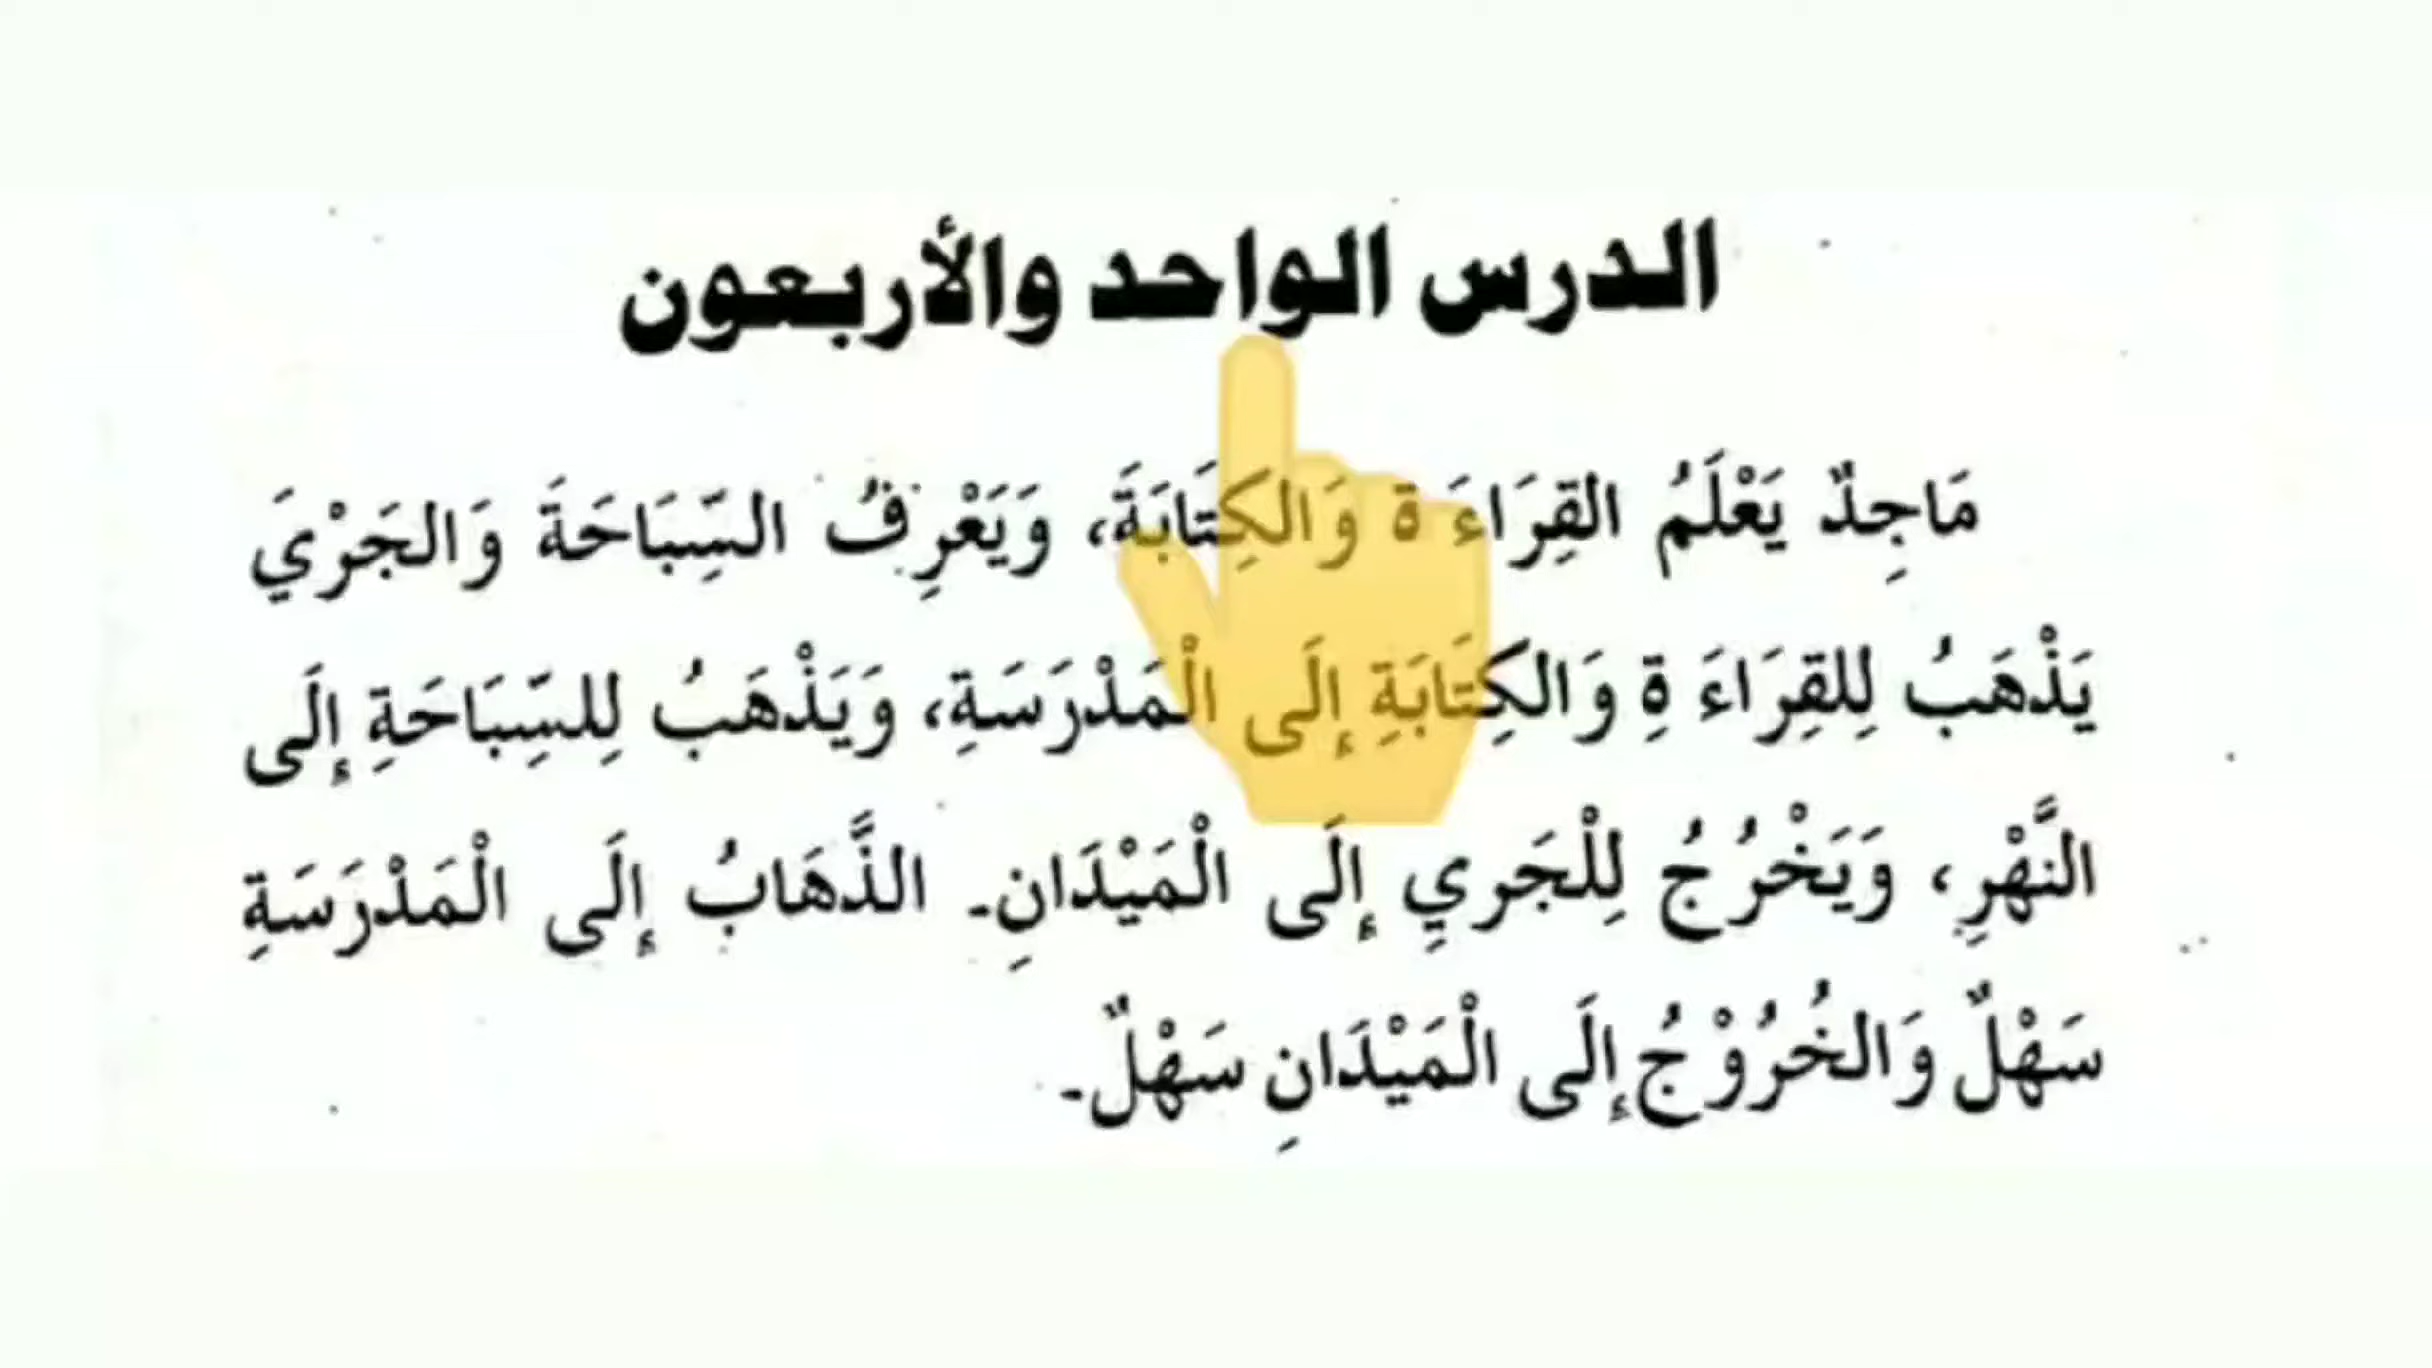 الدرس الواحد والأربعون
مَاجِدٌ يَعْلَمُ القِرَاءَ ةَ وَالكِتَابَةَ، وَيَعْرِفُ السِّبَاحَةَ وَالجَرْيَ
يَذْهَبُ لِلقِرَاءَ ةِ وَالكِتَابَةِ إِلَى الْمَدْرَسَةِ، وَيَذْهَبُ لِلسِّبَاحَةِ إِلَى
النَّهْرِ، وَيَخْرُجُ لِلْجَريِ إِلَى الْمَيْدَانِ۔ الذَّهَابُ إِلَى الْمَدْرَسَةِ
سَهْلٌ وَالخُرُوْجُ إِلَى الْمَيْدَانِ سَهْلٌ۔